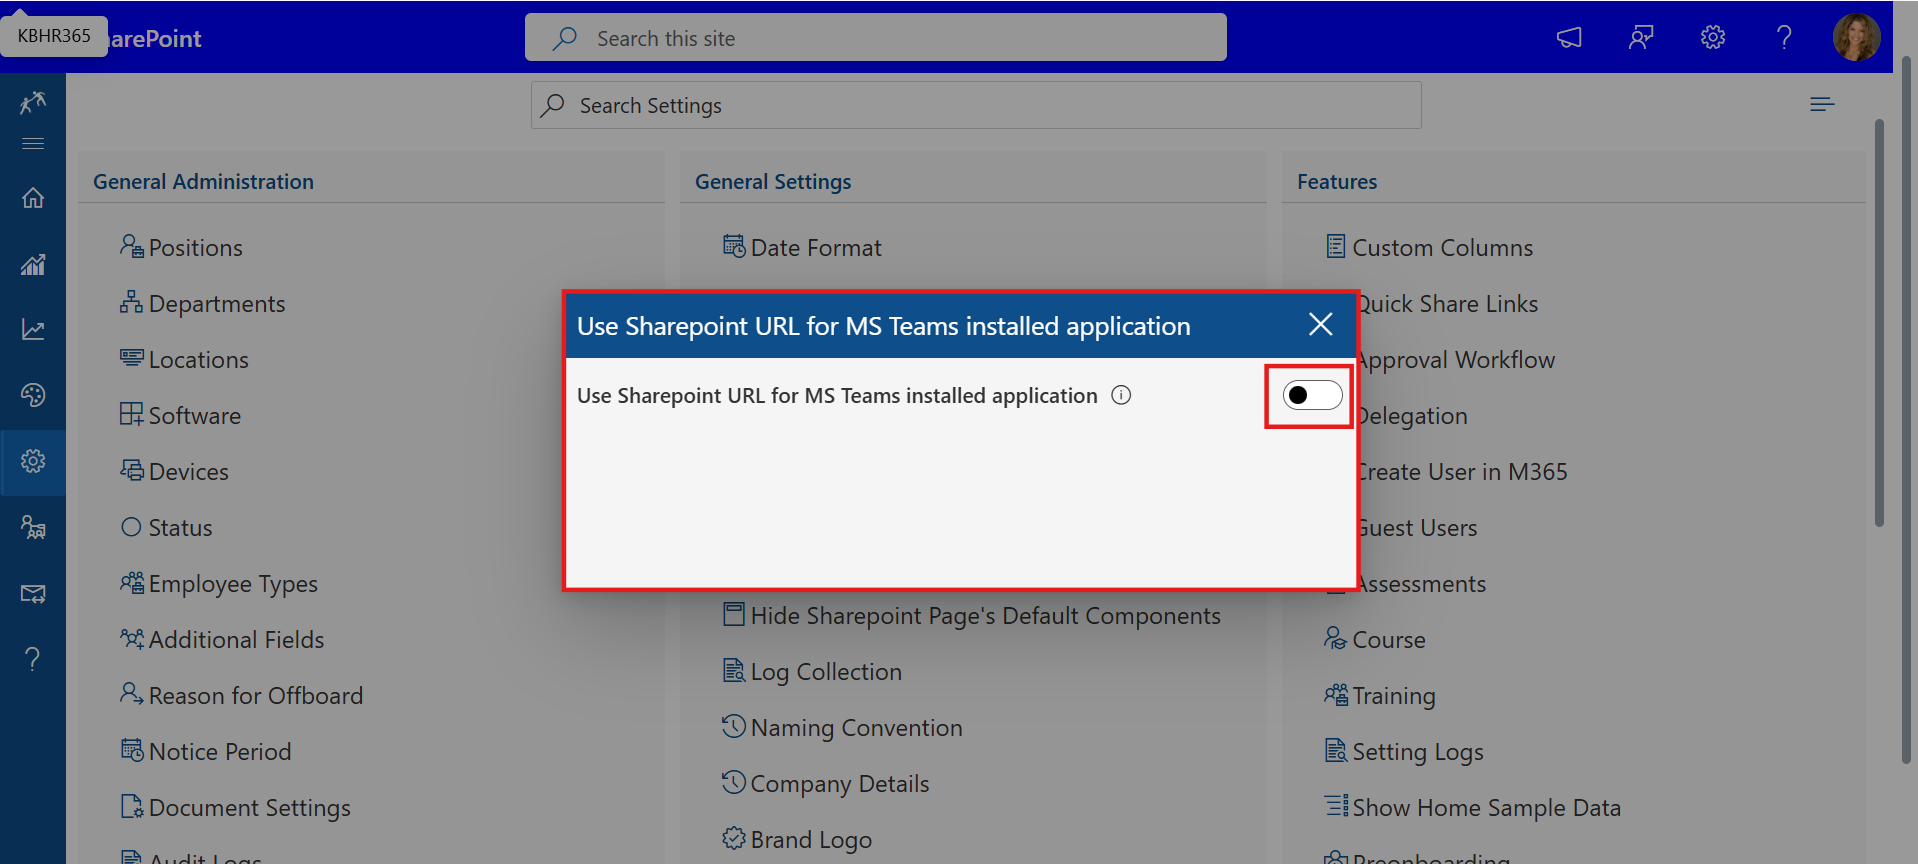 KBHR365
arePoint
Search this site
Search Settings
General Administration
Positions
Departments
Locations
Software
Devices
Status
Employee Types
Additional Fields
Reason for Offboard
Notice Period
Document Settings
Audit Logs
General Settings
Date Format
Use Sharepoint URL for MS Teams installed application
Use Sharepoint URL for MS Teams installed application
Hide Sharepoint Page's Default Components
Log Collection
Naming Convention
Company Details
Brand Logo
Features
Custom Columns
Quick Share Links
Approval Workflow
Delegation
Create User in M365
Guest Users
Assessments
Course
Training
Setting Logs
Show Home Sample Data
Preonboarding